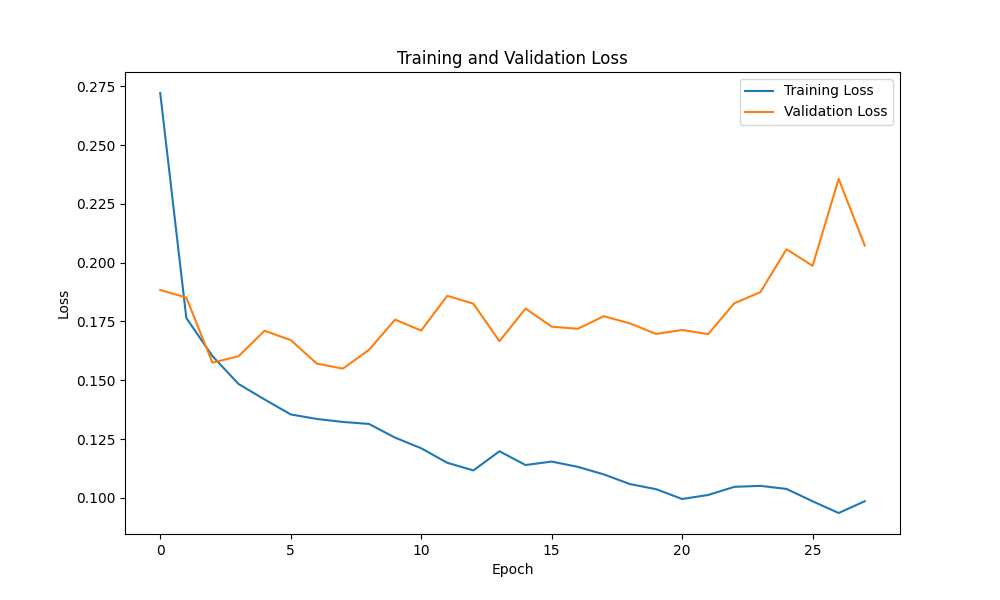 Training and Validation Loss
Training Loss
Validation Loss
0.275
0.250
0.225
0.200
0.175
0.150
0.125
0.100
Loss
0 5 10 15 20 25
Epoch